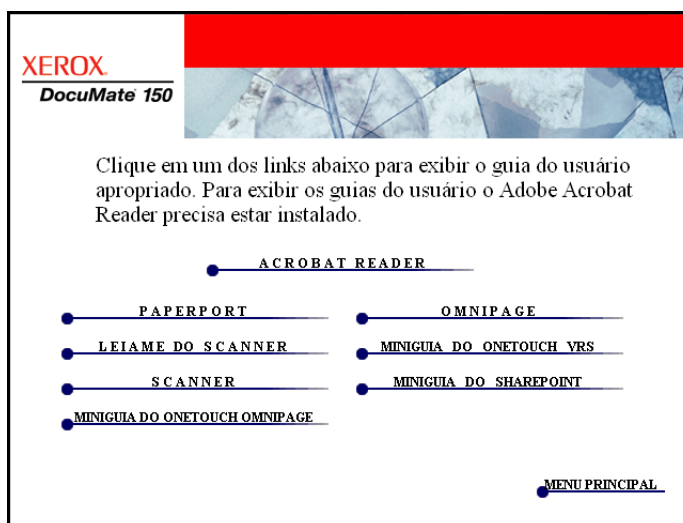 XEROX.
DocuMate 150
Clique em um dos links abaixo para exibir o guia do usuário
apropriado. Para exibir os guias do usuário o Adobe Acrobat
Reader precisa estar instalado.
ACROBAT READER
PAPERPORT
OMNIPAGE
LEIAME DO SCANNER
MINIGUIA DO ONETOUCH VRS
SCANNER
MINIGUIA DO SHAREPOINT
MINIGUIA DO ONETOUCH OMNIPAGE
MENU PRINCIPAL